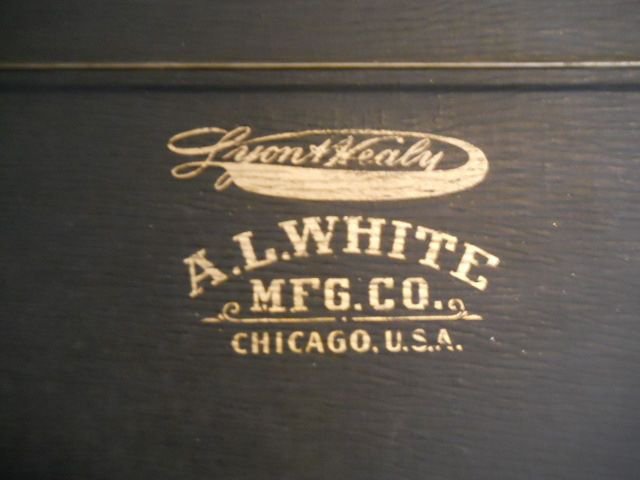 Lyon & Healy
A.L.WHITE
MFG.CO.
CHICAGO, U.S.A.